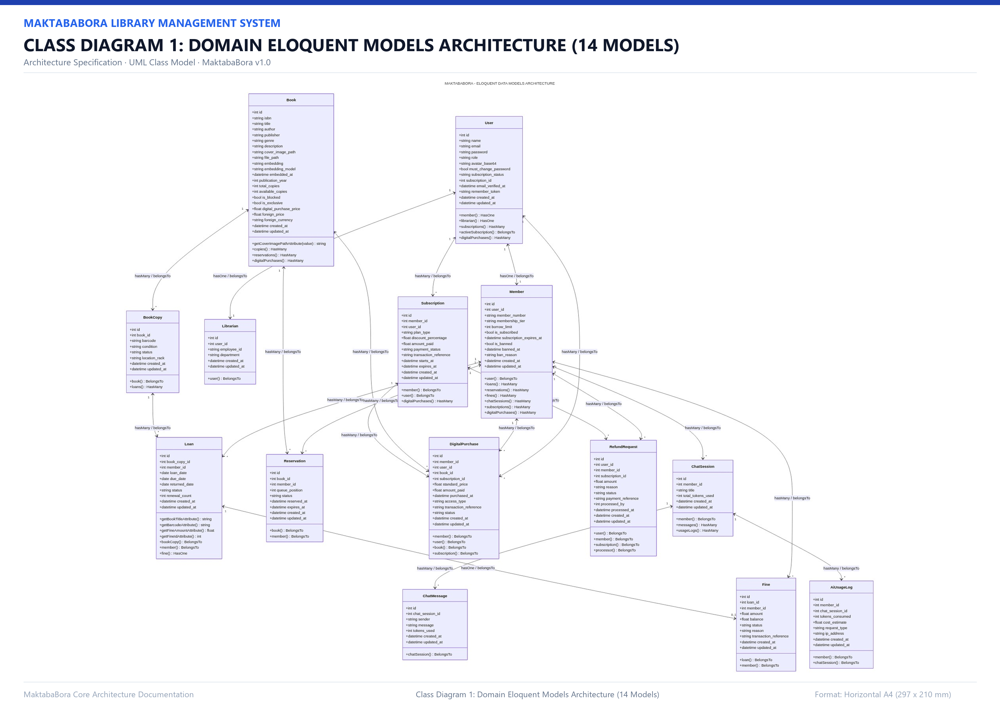 MAKTABABORA LIBRARY MANAGEMENT SYSTEM
CLASS DIAGRAM 1: DOMAIN ELOQUENT MODELS ARCHITECTURE (14 MODELS)
Architecture Specification · UML Class Model · MaktabaBora v1.0
MAKTABABORA - ELOQUENT DATA MODELS ARCHITECTURE
Book
+int id
+string isbn
+string title
+string author
+string publisher
+string genre
+string description
+string cover_image_path
+string file_path
+string embedding
+string embedding_model
+datetime embedded_at
+int publication_year
+int total_copies
+int available_copies
+bool is_blocked
+bool is_exclusive
+float digital_purchase_price
+float foreign_price
+string foreign_currency
+datetime created_at
+datetime updated_at
+getCoverImagePathAttribute(value) : string
+copies() : HasMany
+reservations() : HasMany
+digitalPurchases() : HasMany
User
+int id
+string name
+string email
+string password
+string role
+string avatar_base64
+bool must_change_password
+string subscription_status
+int subscription_id
+datetime email_verified_at
+string remember_token
+datetime created_at
+datetime updated_at
+member() : HasOne
+librarian() : HasOne
+subscriptions() : HasMany
+activeSubscription() : BelongsTo
+digitalPurchases() : HasMany
1
1
1
1
1
1
hasMany / belongsTo
hasOne / belongsTo
hasMany / belongsTo
hasOne / belongsTo
*
1
*
1
BookCopy
+int id
+int book_id
+string barcode
+string condition
+string status
+string location_rack
+datetime created_at
+datetime updated_at
+book() : BelongsTo
+loans() : HasMany
Librarian
+int id
+int user_id
+string employee_id
+string department
+datetime created_at
+datetime updated_at
+user() : BelongsTo
hasMany / belongsTo
hasMany / belongsTo
Subscription
+int id
+int member_id
+int user_id
+string plan_type
+float discount_percentage
+float amount_paid
+string payment_status
+string transaction_reference
+datetime starts_at
+datetime expires_at
+datetime created_at
+datetime updated_at
+member() : BelongsTo
+user() : BelongsTo
+digitalPurchases() : HasMany
Member
+int id
+int user_id
+string member_number
+string membership_tier
+int borrow_limit
+bool is_subscribed
+datetime subscription_expires_at
+bool is_banned
+datetime banned_at
+string ban_reason
+datetime created_at
+datetime updated_at
+user() : BelongsTo
+loans() : HasMany
+reservations() : HasMany
+fines() : HasMany
+chatSessions() : HasMany
+subscriptions() : HasMany
+digitalPurchases() : HasMany
hasMany / belongsTo
1
1
1
1
1
1
hasMany / belongsTo
hasMany / belongsTo
hasMany / belongsTo
1
hasMany / belongsTo
hasMany / belongsTo
1
hasMany / belongsTo
hasMany / belongsTo
*
*
*
*
*
*
*
*
*
*
Loan
+int id
+int book_copy_id
+int member_id
+date loan_date
+date due_date
+date returned_date
+string status
+int renewal_count
+datetime created_at
+datetime updated_at
+getBookTitleAttribute() : string
+getBarcodeAttribute() : string
+getFineAmountAttribute() : float
+getFineIdAttribute() : int
+bookCopy() : BelongsTo
+member() : BelongsTo
+fine() : HasOne
1
Reservation
+int id
+int book_id
+int member_id
+int queue_position
+string status
+datetime reserved_at
+datetime expires_at
+datetime created_at
+datetime updated_at
+book() : BelongsTo
+member() : BelongsTo
DigitalPurchase
+int id
+int member_id
+int user_id
+int book_id
+int subscription_id
+float standard_price
+float amount_paid
+datetime purchased_at
+string access_type
+string transaction_reference
+string status
+datetime created_at
+datetime updated_at
+member() : BelongsTo
+user() : BelongsTo
+book() : BelongsTo
+subscription() : BelongsTo
RefundRequest
+int id
+int user_id
+int member_id
+int subscription_id
+float amount
+string reason
+string status
+string payment_reference
+int processed_by
+datetime processed_at
+datetime created_at
+datetime updated_at
+user() : BelongsTo
+member() : BelongsTo
+subscription() : BelongsTo
+processor() : BelongsTo
ChatSession
+int id
+int member_id
+string title
+int total_tokens_used
+datetime created_at
+datetime updated_at
+member() : BelongsTo
+messages() : HasMany
+usageLogs() : HasMany
1
1
hasMany / belongsTo
hasMany / belongsTo
hasOne / belongsTo
hasMany / belongsTo
*
*
*
0..1
ChatMessage
+int id
+int chat_session_id
+string sender
+string message
+int tokens_used
+datetime created_at
+datetime updated_at
+chatSession() : BelongsTo
Fine
+int id
+int loan_id
+int member_id
+float amount
+float balance
+string status
+string reason
+string transaction_reference
+datetime created_at
+datetime updated_at
+loan() : BelongsTo
+member() : BelongsTo
AiUsageLog
+int id
+int member_id
+int chat_session_id
+int tokens_consumed
+float cost_estimate
+string request_type
+string ip_address
+datetime created_at
+datetime updated_at
+member() : BelongsTo
+chatSession() : BelongsTo
MaktabaBora Core Architecture Documentation
Class Diagram 1: Domain Eloquent Models Architecture (14 Models)
Format: Horizontal A4 (297 x 210 mm)